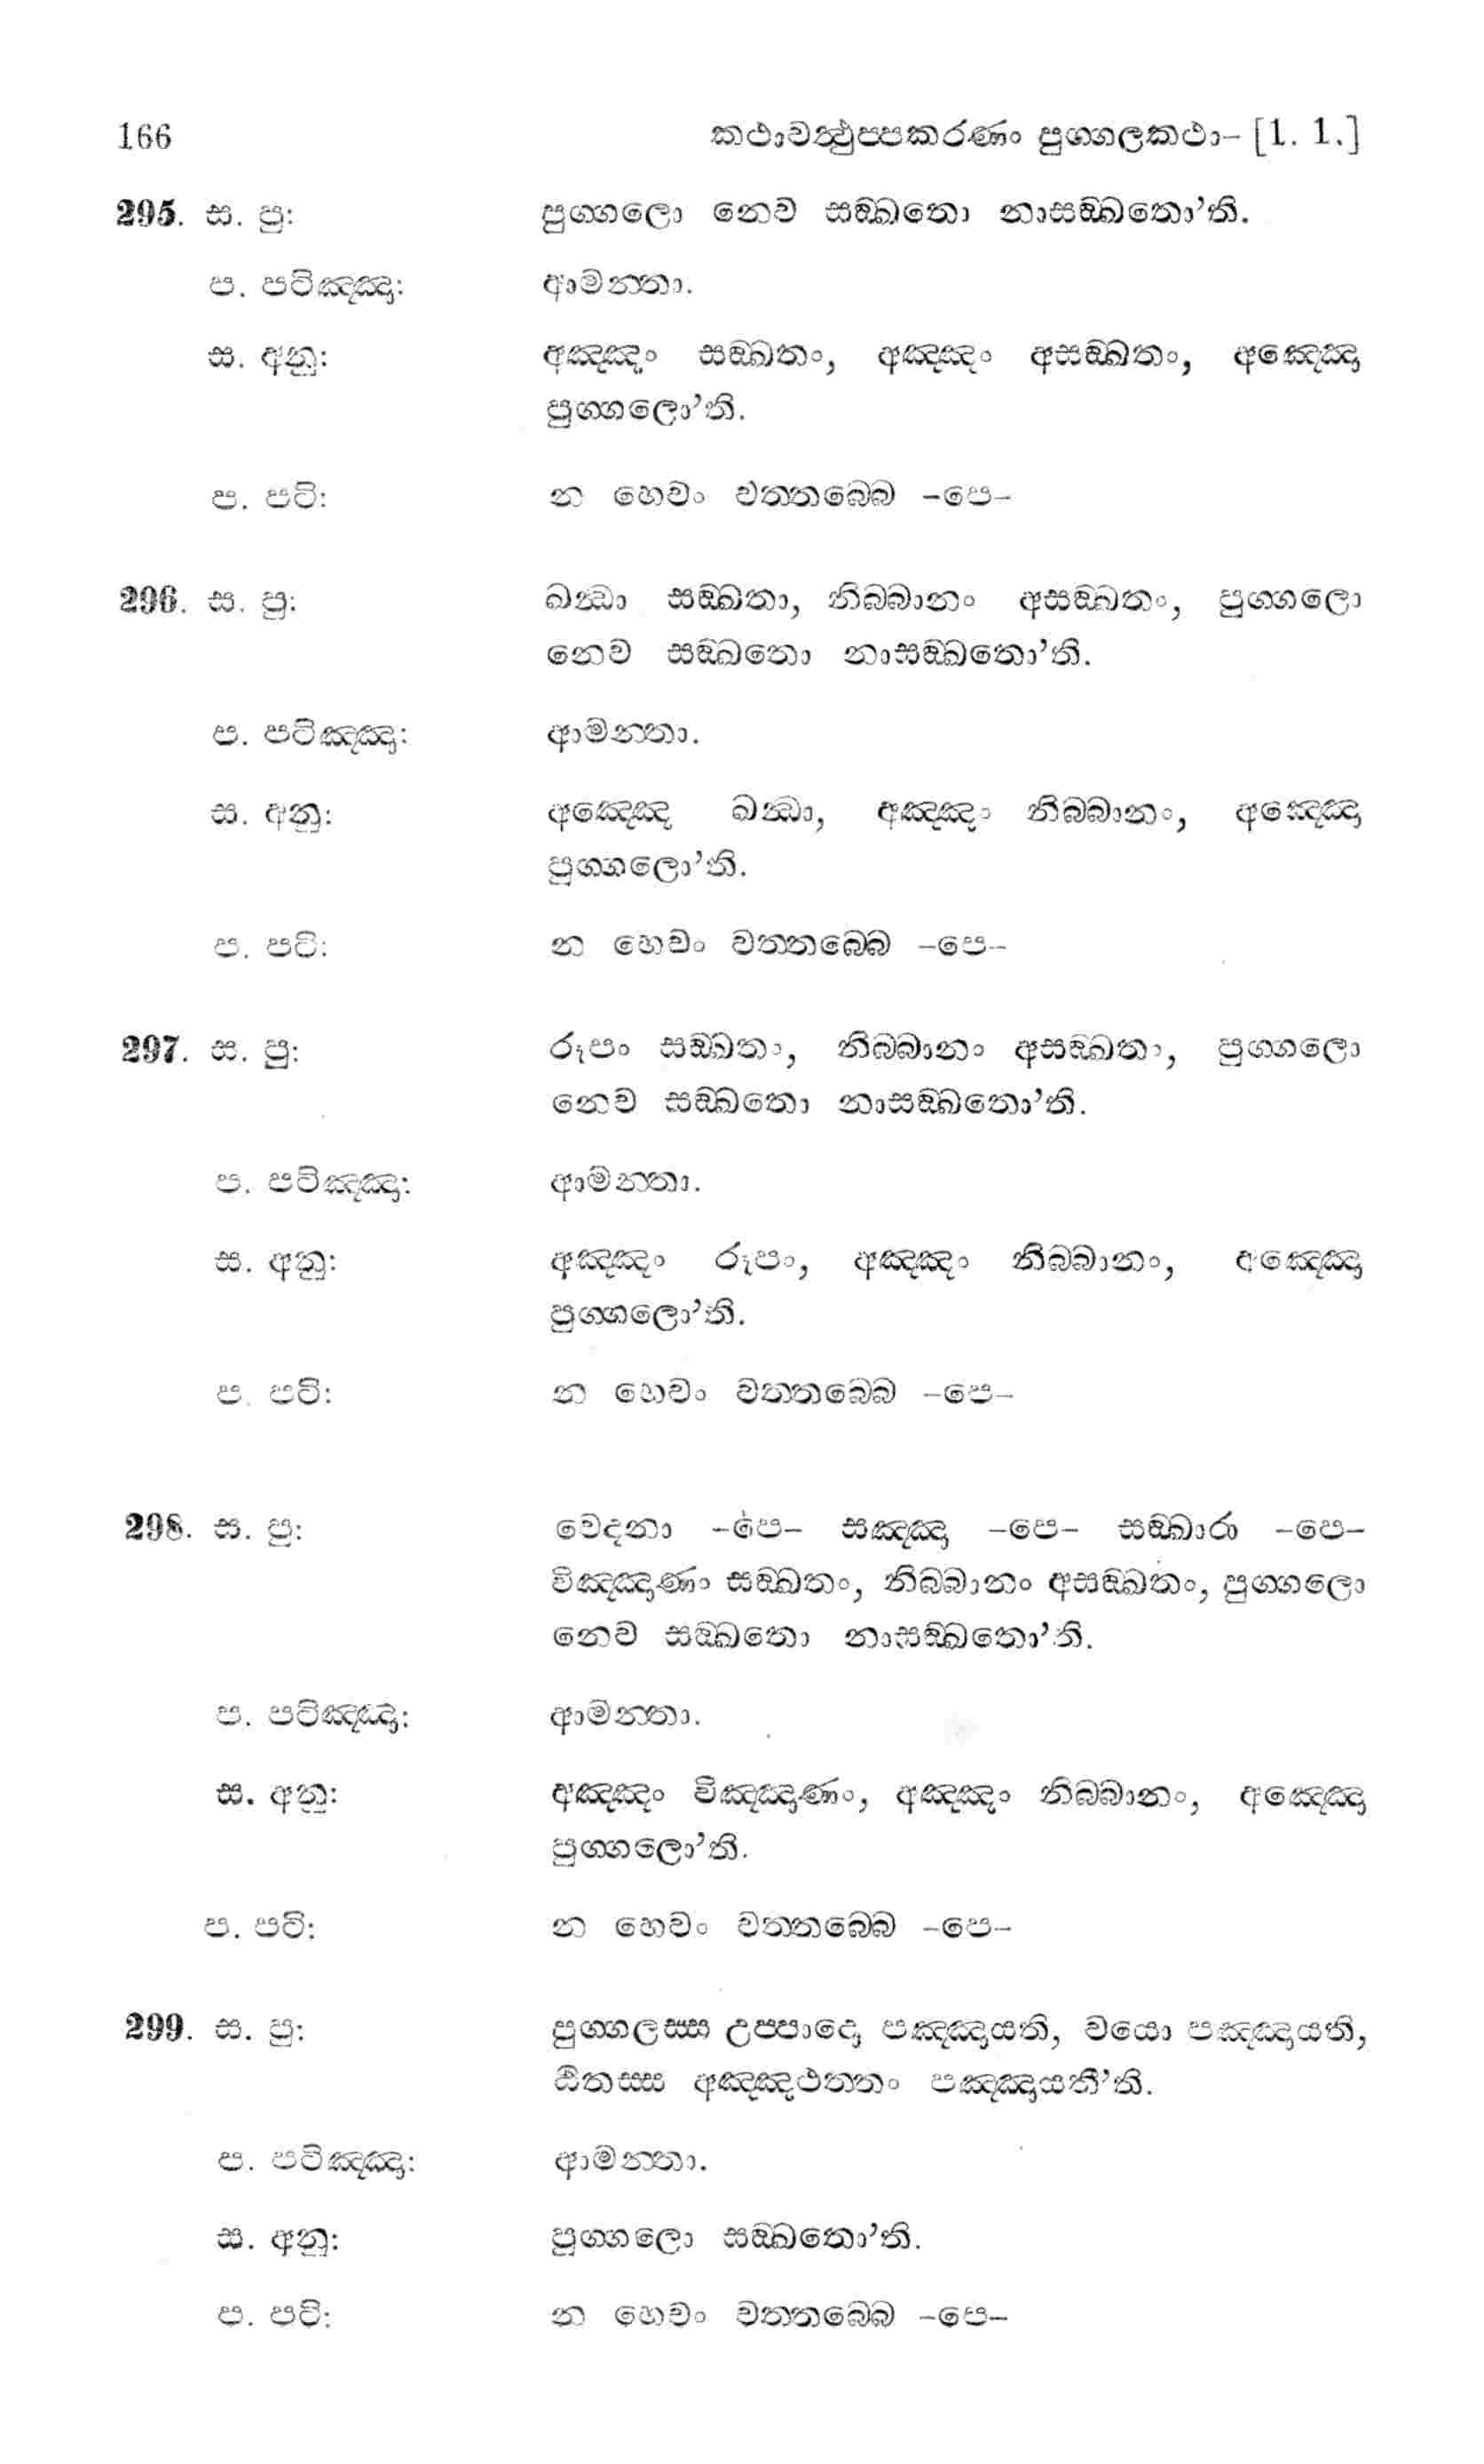 166 කථාවත්‍ථුප්පකරණං පුග්ගලකථා– [1. 1.]
295. ස. පු: පුග්ගලො නෙව සඞ්ඛතො නාසඞ්ඛතො’ති.
ප. පටිඤ්ඤා: ආමන්තා.
ස. අනු: අඤ්ඤං සඞ්ඛතං, අඤ්ඤං අසඞ්ඛතං, අඤ්ඤො
පුග්ගලො’ති.
ප. පටි: න හෙවං වත්තබ්බෙ –පෙ–
296. ස. පු: ඛන්‍ධා සඞ්ඛතා, නිබ්බානං අසඞ්ඛතං, පුග්ගලො
නෙව සඞ්ඛතො නාසඞ්ඛතො’ති.
ප. පටිඤ්ඤා: ආමන්තා.
ස. අනු: අඤ්ඤෙ ඛන්‍ධා, අඤ්ඤං නිබ්බානං, අඤ්ඤො
පුග්ගලො’ති.
ප. පටි: න හෙවං වත්තබ්බෙ –පෙ–
297. ස. පු: රූපං සඞ්ඛතං, නිබ්බානං අසඞ්ඛතං, පුග්ගලො
නෙව සඞ්ඛතො නාසඞ්ඛතො’ති.
ප. පටිඤ්ඤා: ආමන්තා.
ස. අනු: අඤ්ඤං රූපං, අඤ්ඤං නිබ්බානං, අඤ්ඤො
පුග්ගලො’ති.
ප. පටි: න හෙවං වත්තබ්බෙ –පෙ–
298. ස. පු: වෙදනා –පෙ– සඤ්ඤා –පෙ– සඞ්ඛාරා –පෙ–
විඤ්ඤාණං සඞ්ඛතං, නිබ්බානං අසඞ්ඛතං, පුග්ගලො
නෙව සඞ්ඛතො නාසඞ්ඛතො’ති.
ප. පටිඤ්ඤා: ආමන්තා.
ස. අනු: අඤ්ඤං විඤ්ඤාණං, අඤ්ඤං නිබ්බානං, අඤ්ඤො
පුග්ගලො’ති.
ප. පටි: න හෙවං වත්තබ්බෙ –පෙ–
299. ස. පු: පුග්ගලස්ස උප්පාදො පඤ්ඤායති, වයො පඤ්ඤායති,
ඨිතස්ස අඤ්ඤථත්තං පඤ්ඤායතී’ති.
ප. පටිඤ්ඤා: ආමන්තා.
ස. අනු: පුග්ගලො සඞ්ඛතො’ති.
ප. පටි: න හෙවං වත්තබ්බෙ –පෙ–